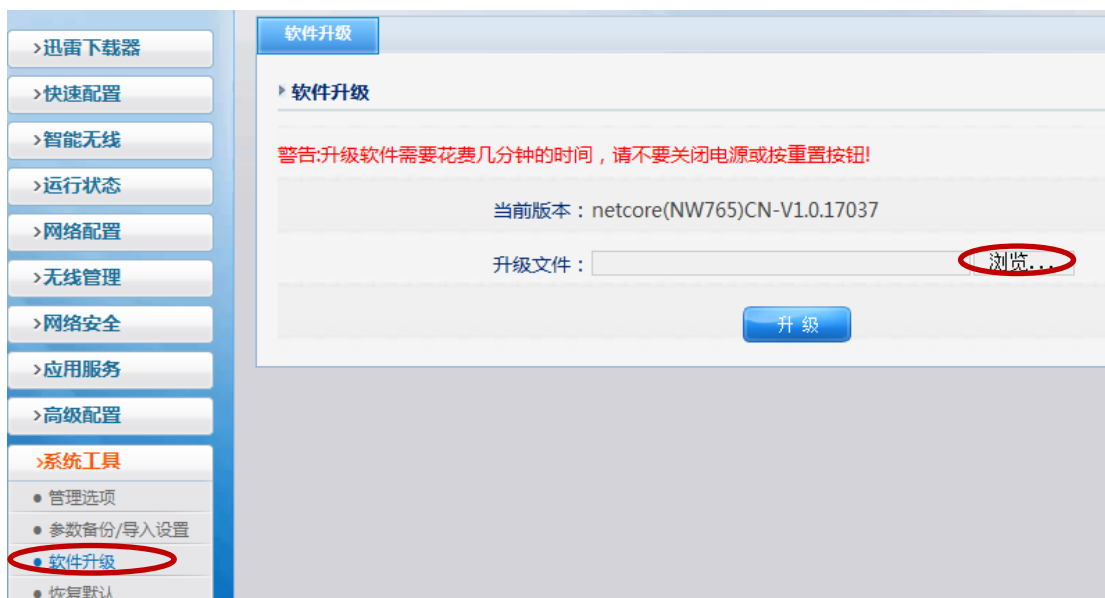 >迅雷下载器
>快速配置
>智能无线
>运行状态
>网络配置
>无线管理
>网络安全
>应用服务
>高级配置
>系统工具
● 管理选项
● 参数备份/导入设置
● 软件升级
● 恢复默认
软件升级
软件升级
警告:升级软件需要花费几分钟的时间，请不要关闭电源或按重置按钮!
当前版本：netcore(NW765)CN-V1.0.17037
升级文件： 浏览...
升 级